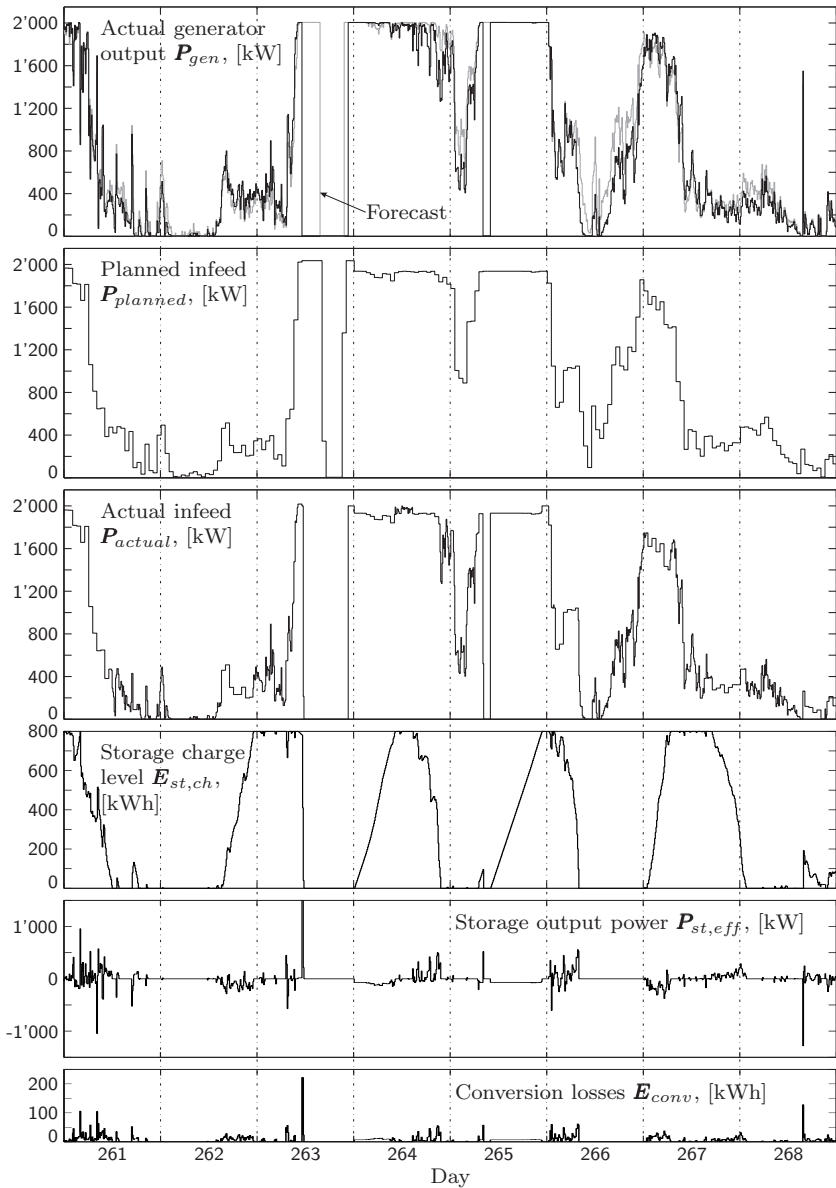 2'000
1'600
1'200
800
400
0
Actual generator
output P_gen, [kW]
Forecast
2'000
1'600
1'200
800
400
0
Planned infeed
P_planned, [kW]
2'000
1'600
1'200
800
400
0
Actual infeed
P_actual, [kW]
800
600
400
200
0
Storage charge
level E_st,ch,
[kWh]
1'000
0
-1'000
Storage output power P_st,eff, [kW]
200
100
0
Conversion losses E_conv, [kWh]
261 262 263 264 265 266 267 268
Day